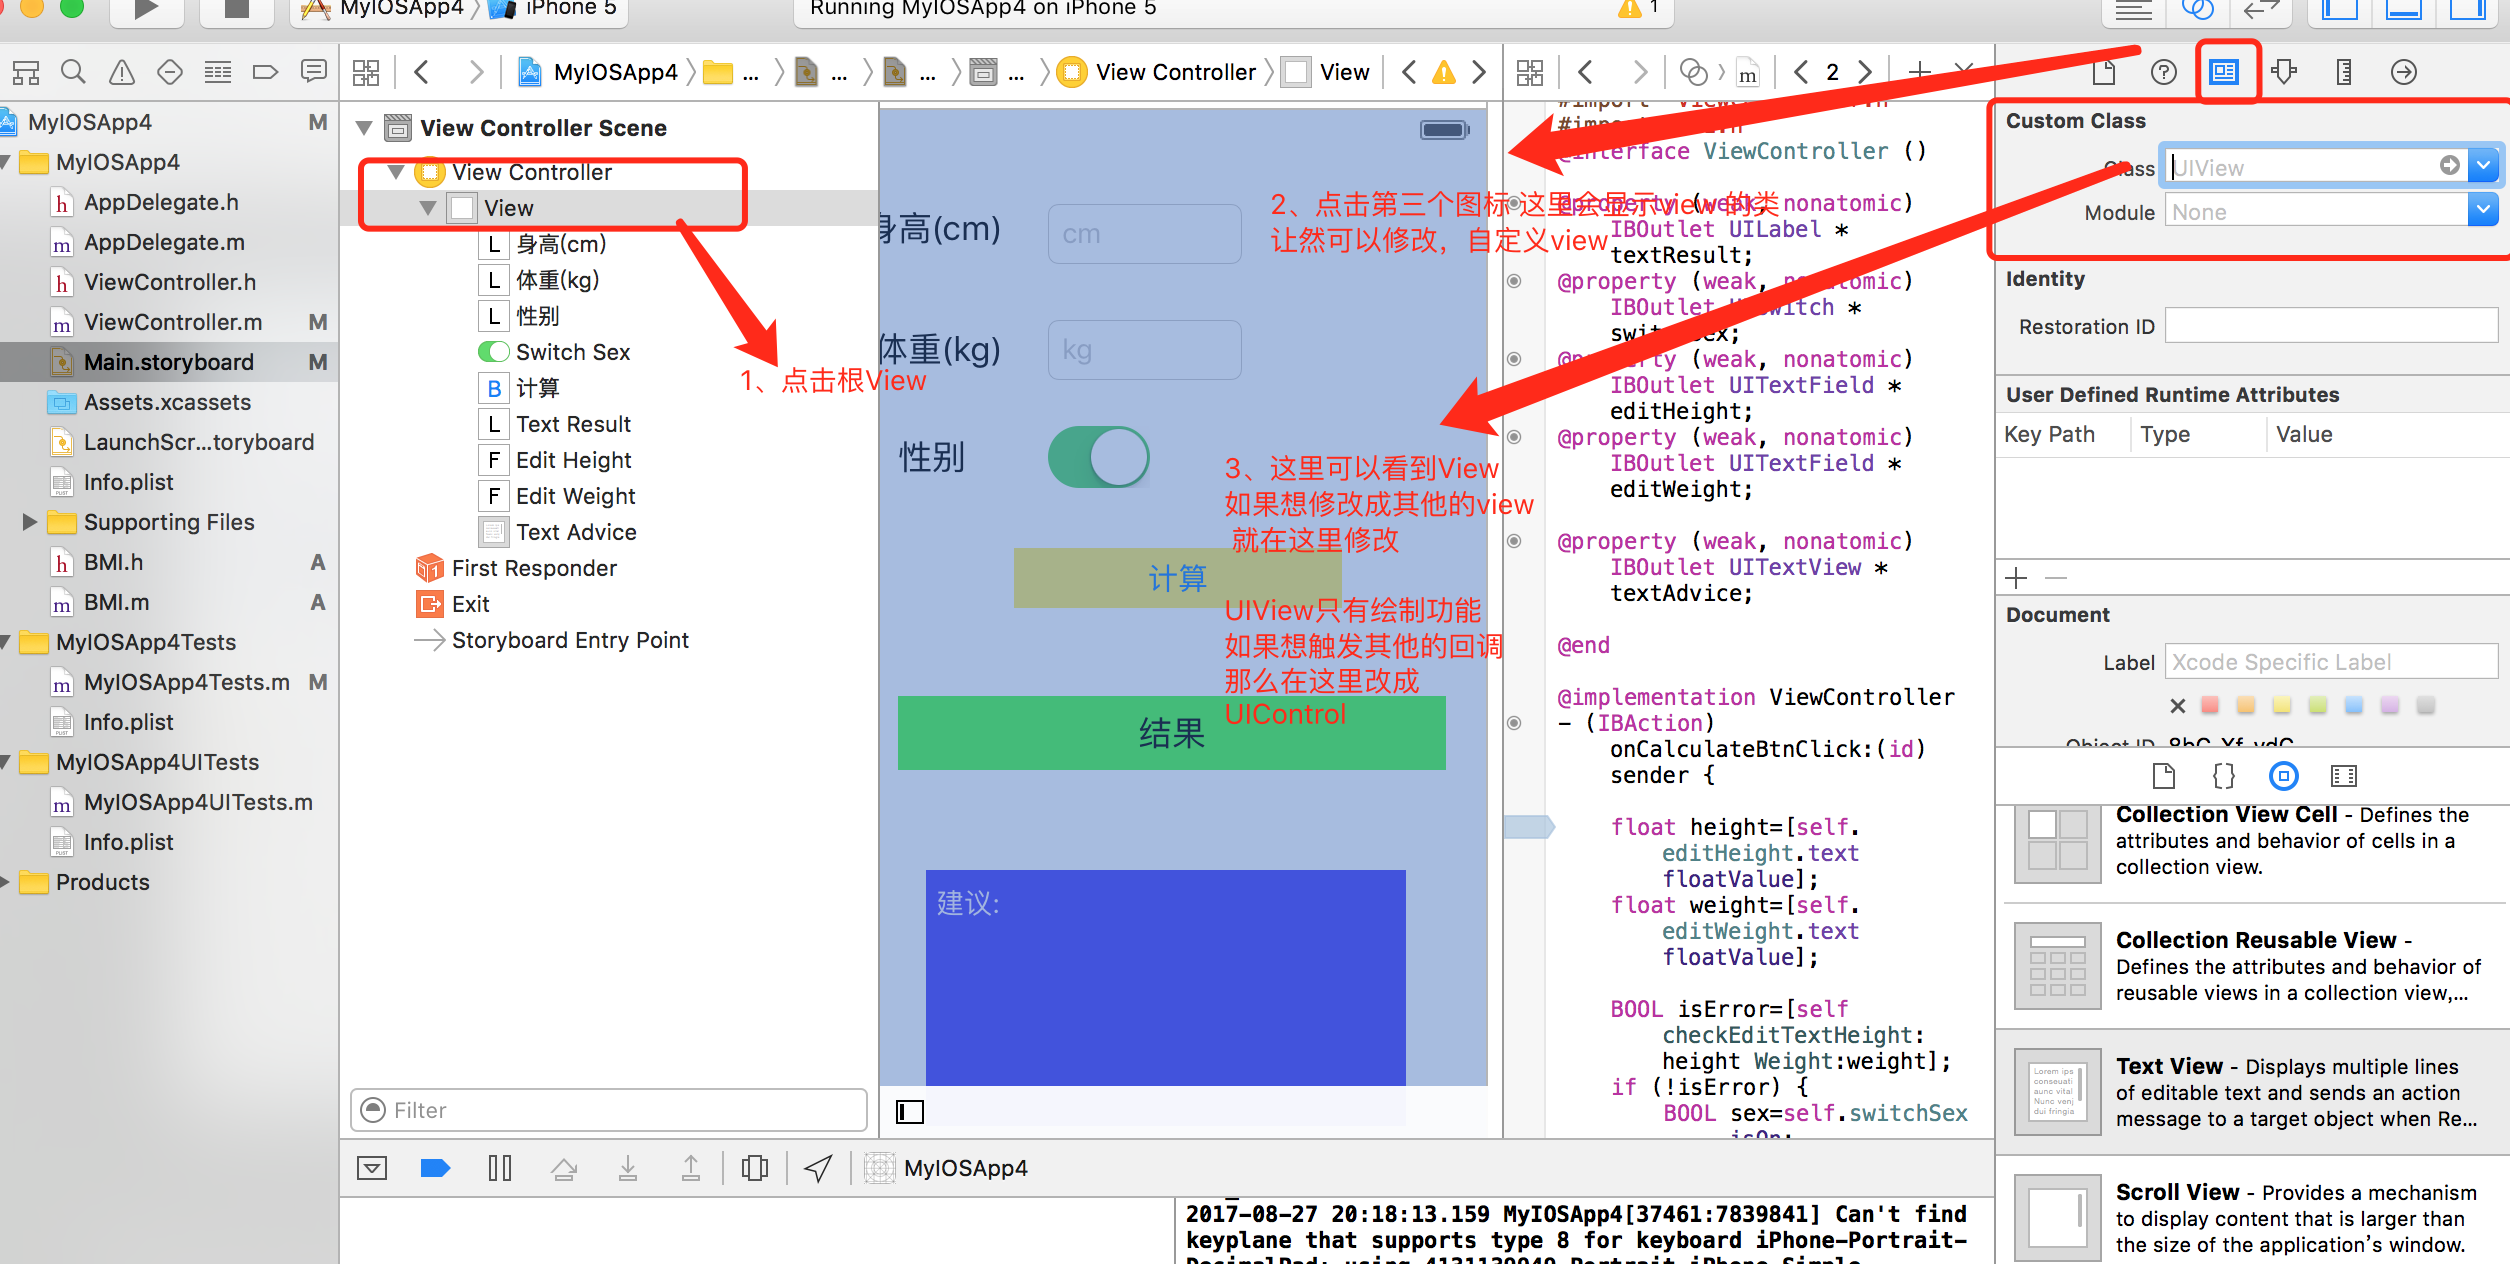 MyIOSApp4 〉 iPhone 5
Running MyIOSApp4 on iPhone 5
1
MyIOSApp4 M
MyIOSApp4
AppDelegate.h
AppDelegate.m
ViewController.h
ViewController.m M
Main.storyboard M
Assets.xcassets
LaunchScr...toryboard
Info.plist
Supporting Files
BMI.h A
BMI.m A
MyIOSApp4Tests
MyIOSApp4Tests.m M
Info.plist
MyIOSApp4UITests
MyIOSApp4UITests.m
Info.plist
Products
MyIOSApp4 〉 ... 〉 ... 〉 ... 〉 ... 〉 View Controller 〉 View
View Controller Scene
View Controller
View
L 身高(cm)
L 体重(kg)
L 性别
Switch Sex
B 计算
L Text Result
F Edit Height
F Edit Weight
Text Advice
First Responder
Exit
Storyboard Entry Point
Filter
1、点击根View
身高(cm)
cm
体重(kg)
kg
性别
计算
结果
建议:
2、点击第三个图标 这里会显示view 的类
让然可以修改，自定义view
3、这里可以看到View
如果想修改成其他的view
就在这里修改
UIView只有绘制功能
如果想触发其他的回调
那么在这里改成
UIControl
m 2
@interface ViewController ()
@property (weak, nonatomic)
IBOutlet UILabel *
textResult;
@property (weak, nonatomic)
IBOutlet UISwitch *
switchSex;
@property (weak, nonatomic)
IBOutlet UITextField *
editHeight;
@property (weak, nonatomic)
IBOutlet UITextField *
editWeight;
@property (weak, nonatomic)
IBOutlet UITextView *
textAdvice;
@end
@implementation ViewController
- (IBAction)
onCalculateBtnClick:(id)
sender {
float height=[self.
editHeight.text
floatValue];
float weight=[self.
editWeight.text
floatValue];
BOOL isError=[self
checkEditTextHeight:
height Weight:weight];
if (!isError) {
BOOL sex=self.switchSex
.isOn;
MyIOSApp4
2017-08-27 20:18:13.159 MyIOSApp4[37461:7839841] Can't find
keyplane that supports type 8 for keyboard iPhone-Portrait-
Custom Class
Class UIView
Module None
Identity
Restoration ID
User Defined Runtime Attributes
Key Path Type Value
Document
Label Xcode Specific Label
Object ID 8bC-Xf-vdC
Collection View Cell - Defines the
attributes and behavior of cells in a
collection view.
Collection Reusable View -
Defines the attributes and behavior of
reusable views in a collection view,...
Text View - Displays multiple lines
of editable text and sends an action
message to a target object when Re...
Scroll View - Provides a mechanism
to display content that is larger than
the size of the application's window.